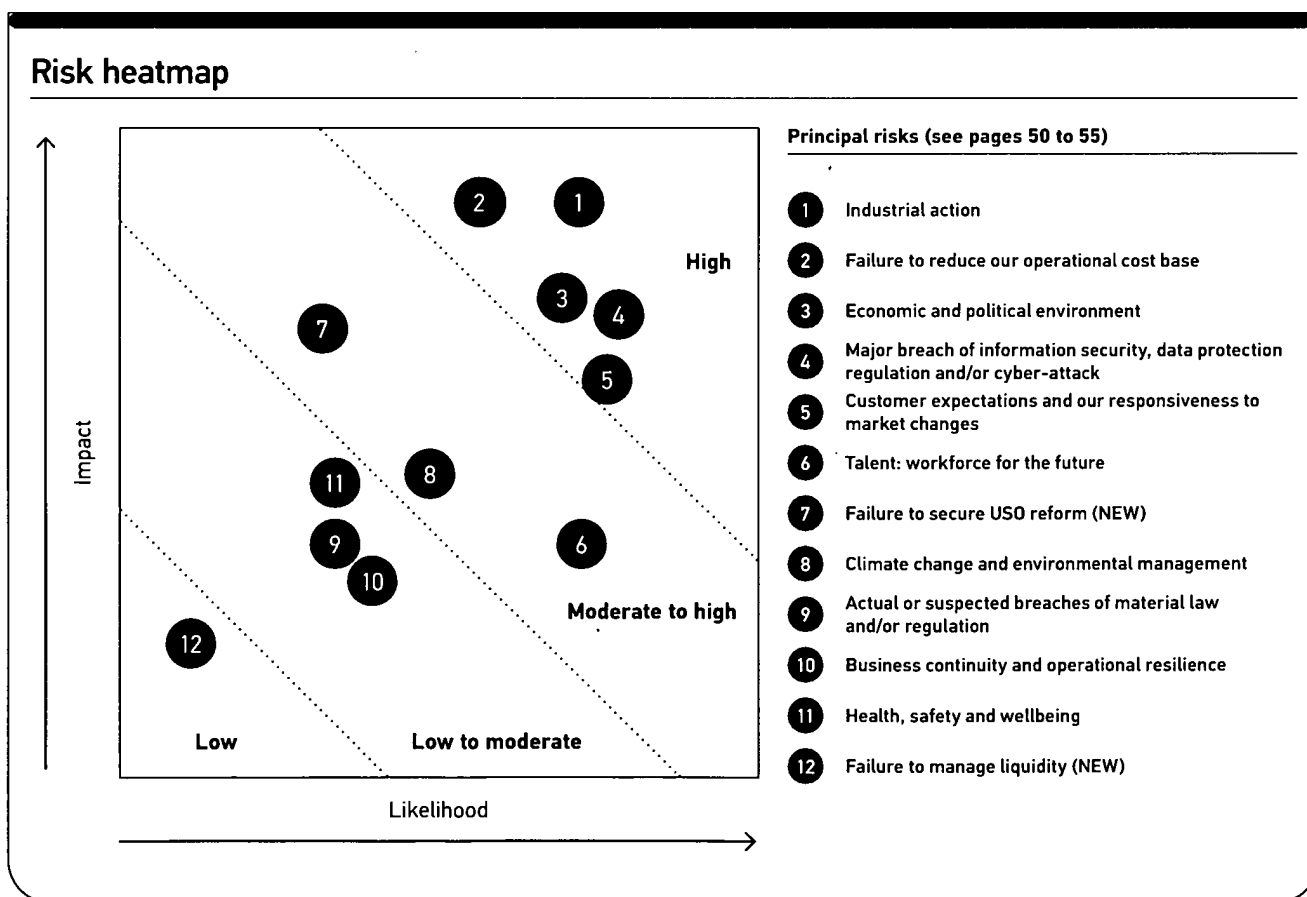 Risk heatmap
Impact
2
1
High
3
4
7
5
11
8
9
6
10
Moderate to high
12
Low
Low to moderate
Likelihood
Principal risks (see pages 50 to 55)
1 Industrial action
2 Failure to reduce our operational cost base
3 Economic and political environment
4 Major breach of information security, data protection
regulation and/or cyber-attack
5 Customer expectations and our responsiveness to
market changes
6 Talent: workforce for the future
7 Failure to secure USO reform (NEW)
8 Climate change and environmental management
9 Actual or suspected breaches of material law
and/or regulation
10 Business continuity and operational resilience
11 Health, safety and wellbeing
12 Failure to manage liquidity (NEW)